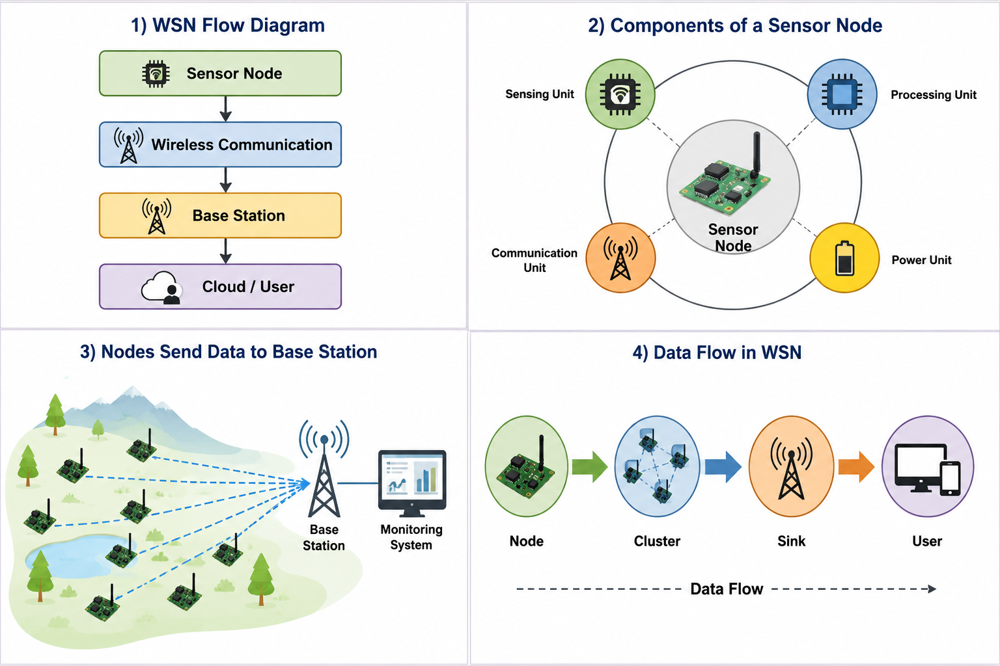 1) WSN Flow Diagram
Sensor Node
Wireless Communication
Base Station
Cloud / User
2) Components of a Sensor Node
Sensing Unit
Processing Unit
Sensor
Node
Communication
Unit
Power Unit
3) Nodes Send Data to Base Station
Base
Station
Monitoring
System
4) Data Flow in WSN
Node
Cluster
Sink
User
Data Flow